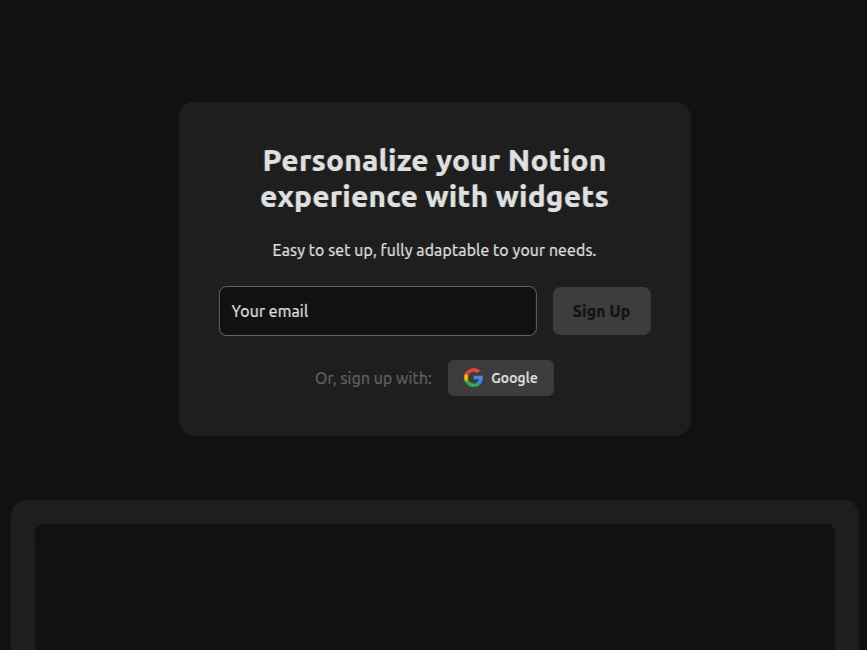 Personalize your Notion
experience with widgets
Easy to set up, fully adaptable to your needs.
Your email
Sign Up
Or, sign up with:
Google